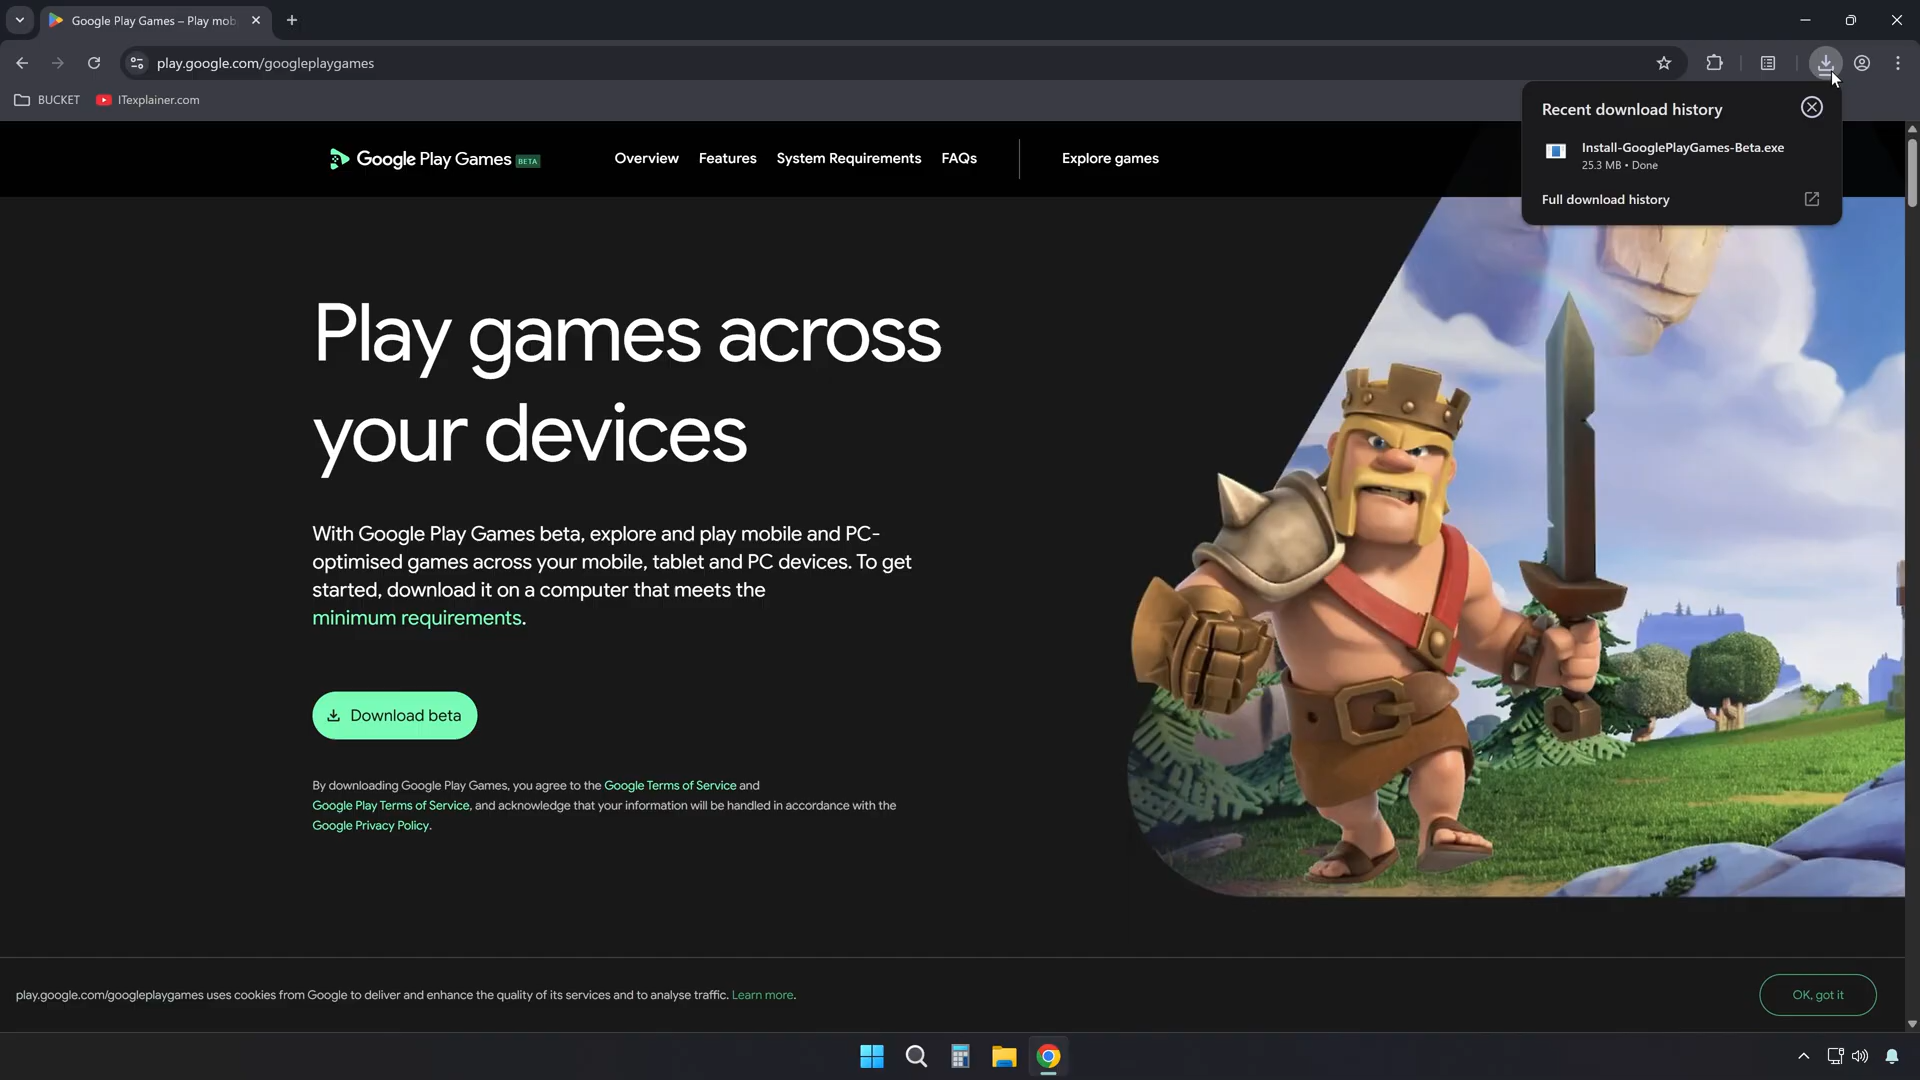 Google Play Games – Play mob
play.google.com/googleplaygames
BUCKET
ITexplainer.com
Recent download history
Install-GooglePlayGames-Beta.exe
25.3 MB • Done
Full download history
Google Play Games BETA
Overview
Features
System Requirements
FAQs
Explore games
Play games across
your devices
With Google Play Games beta, explore and play mobile and PC-
optimised games across your mobile, tablet and PC devices. To get
started, download it on a computer that meets the
minimum requirements.
Download beta
By downloading Google Play Games, you agree to the Google Terms of Service and
Google Play Terms of Service, and acknowledge that your information will be handled in accordance with the
Google Privacy Policy.
play.google.com/googleplaygames uses cookies from Google to deliver and enhance the quality of its services and to analyse traffic. Learn more.
OK, got it